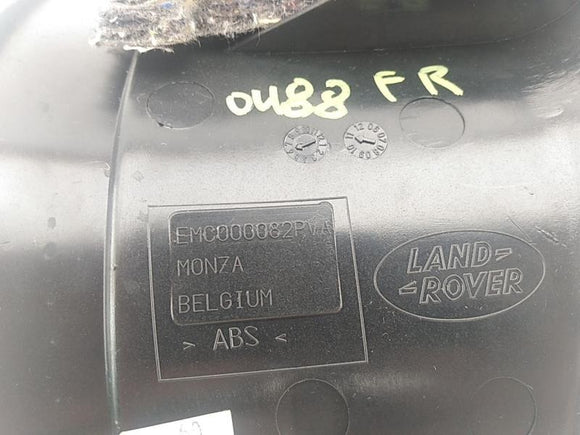 0488 FR
EMC000082PVA
MONZA
BELGIUM
> ABS <
LAND
ROVER